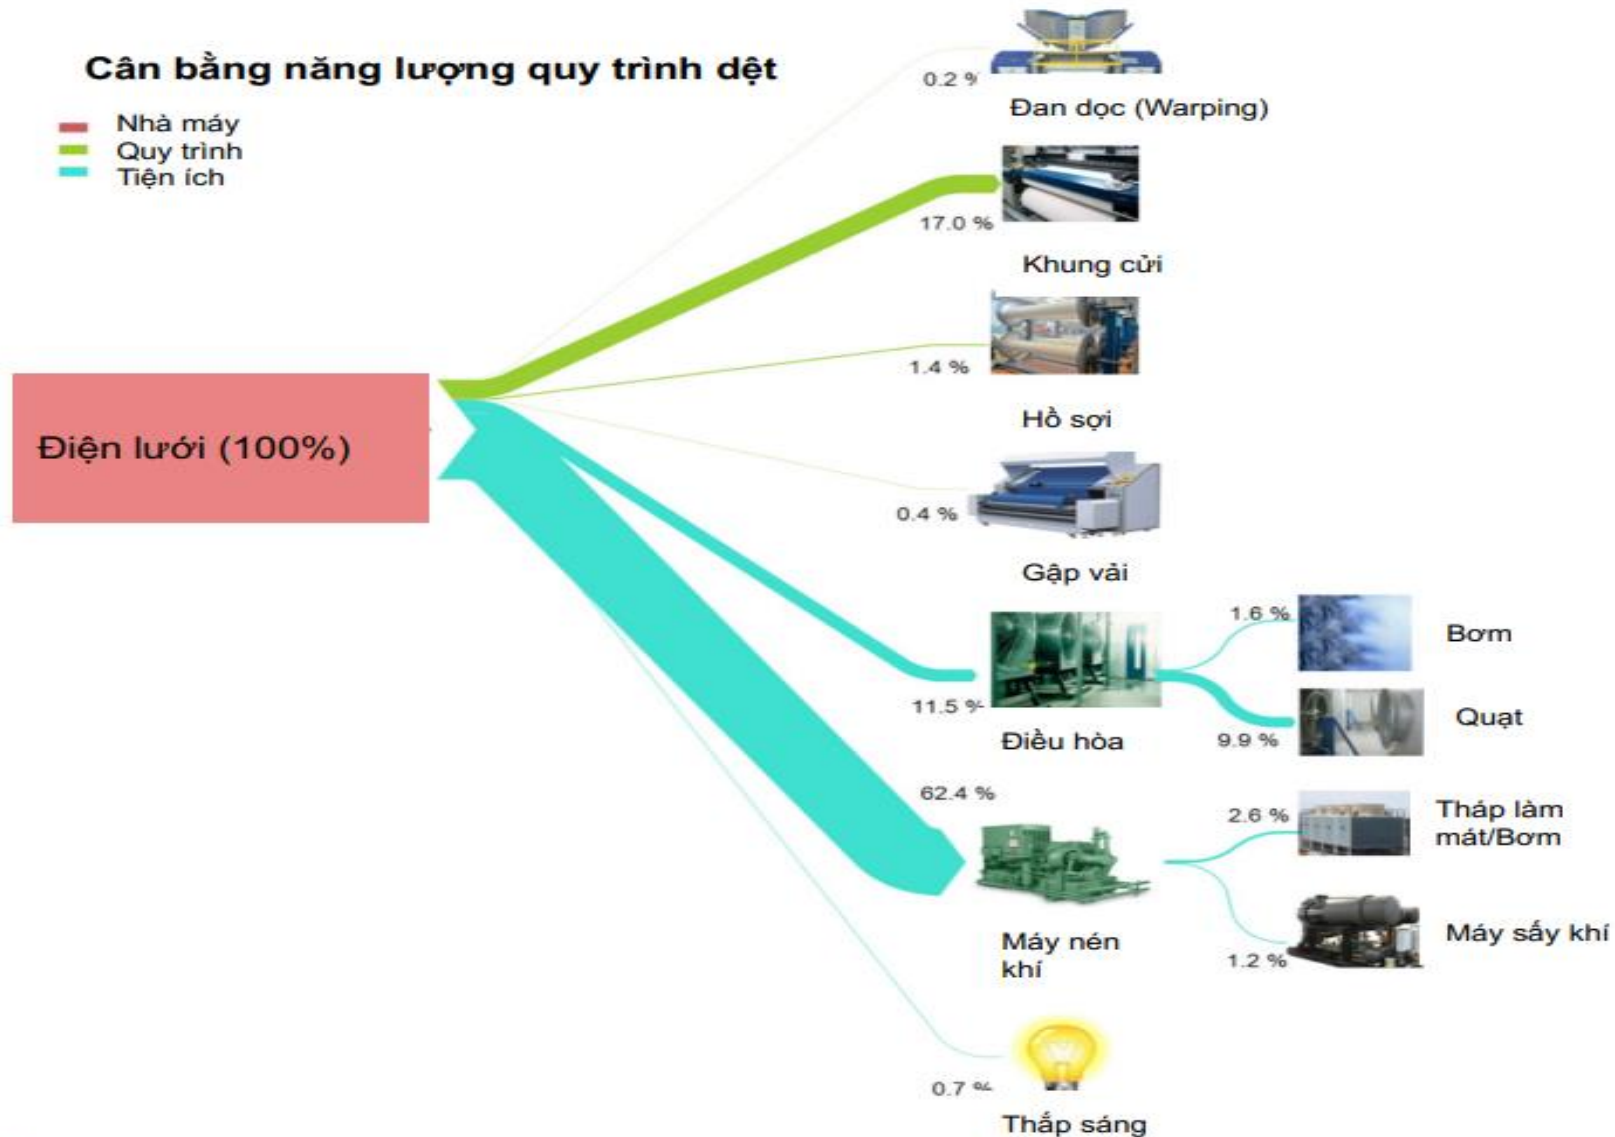 Cân bằng năng lượng quy trình dệt
Nhà máy
Quy trình
Tiện ích
Điện lưới (100%)
0.2 %
Đan dọc (Warping)
17.0 %
Khung cửi
1.4 %
Hồ sợi
0.4 %
Gập vải
11.5 %
Điều hòa
1.6 %
Bơm
9.9 %
Quạt
62.4 %
Máy nén
khí
2.6 %
Tháp làm
mát/Bơm
1.2 %
Máy sấy khí
0.7 %
Thắp sáng